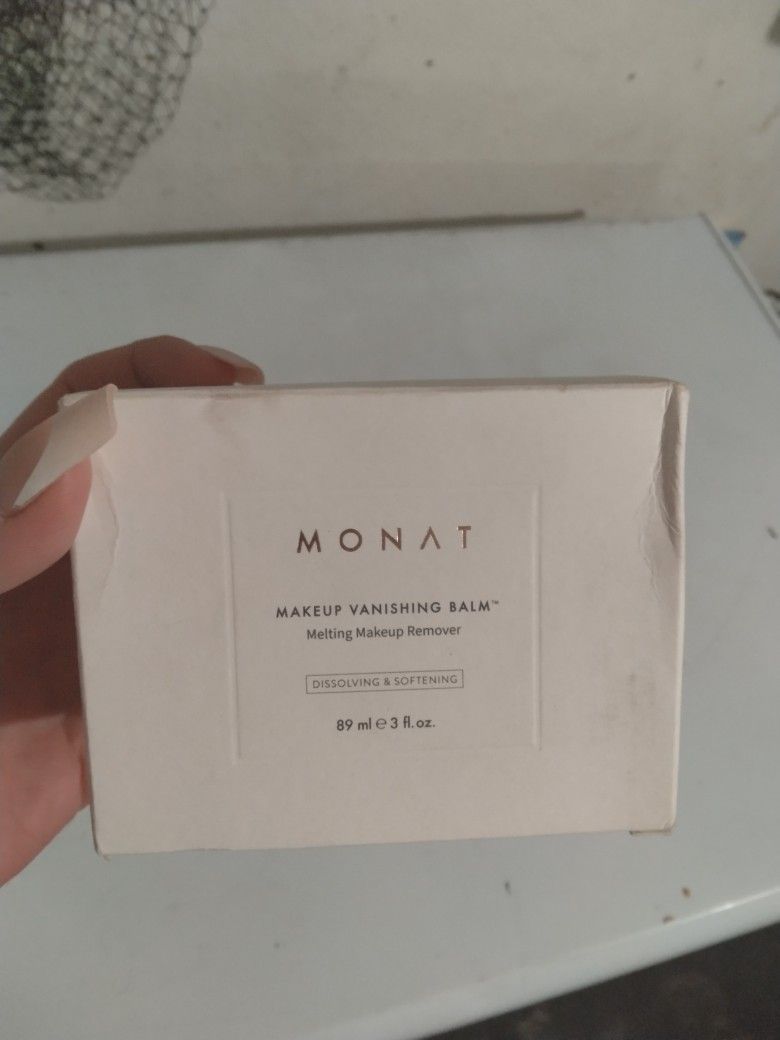 MONAT
MAKEUP VANISHING BALM™
Melting Makeup Remover
DISSOLVING & SOFTENING
89 ml ℮ 3 fl.oz.